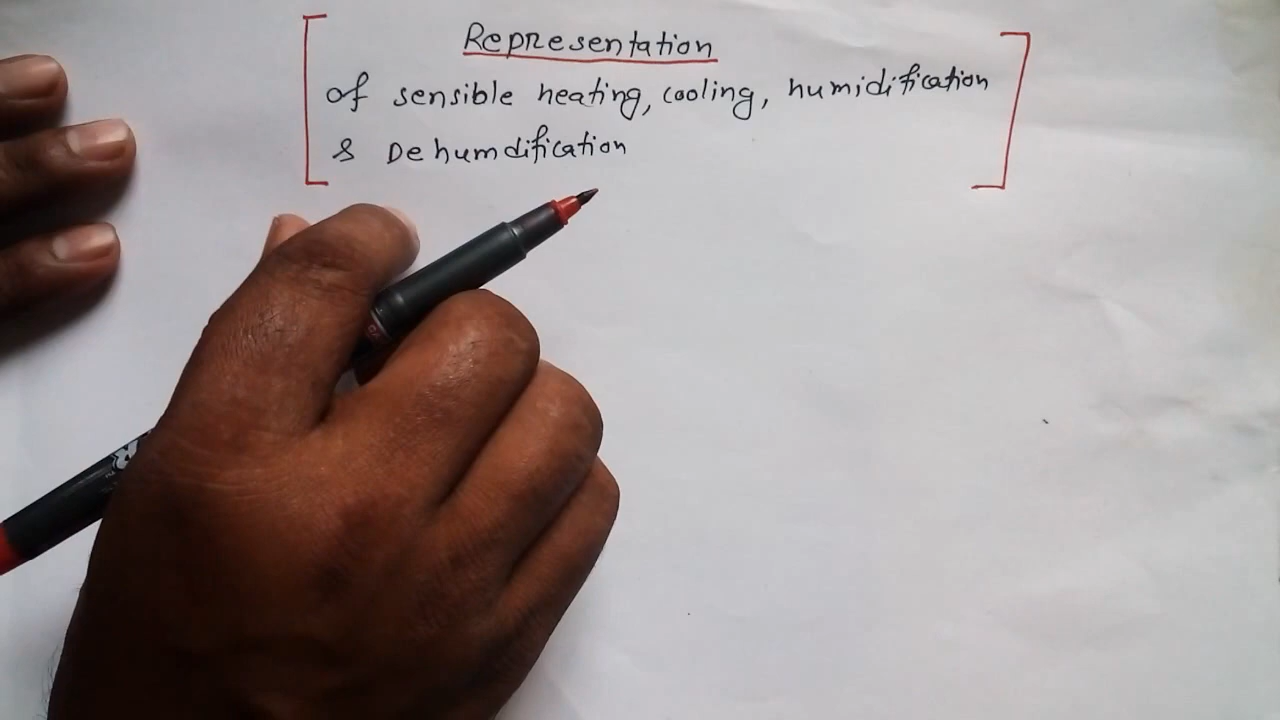 Representation
of sensible heating, cooling, humidification
& Dehumdification